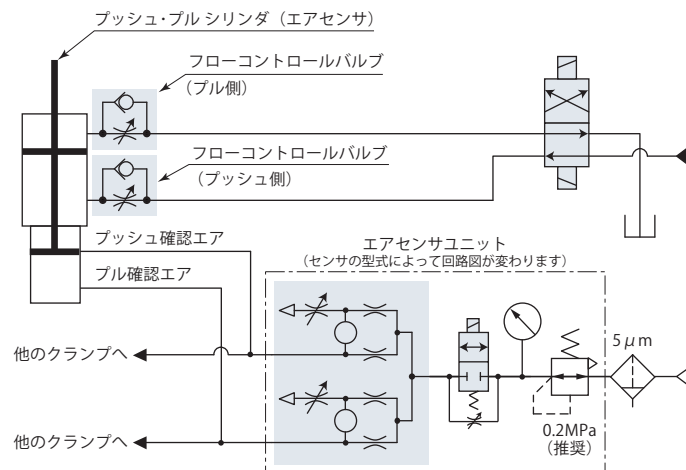 プッシュ・プル シリンダ（エアセンサ）
フローコントロールバルブ
（プル側）
フローコントロールバルブ
（プッシュ側）
プッシュ確認エア
プル確認エア
エアセンサユニット
（センサの型式によって回路図が変わります）
他のクランプへ
他のクランプへ
5μm
0.2MPa
（推奨）